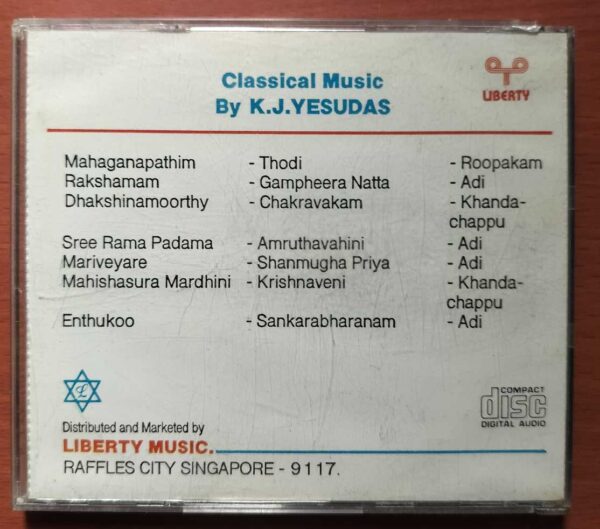 Classical Music
By K.J.YESUDAS
LIBERTY
Mahaganapathim - Thodi - Roopakam
Rakshamam - Gampheera Natta - Adi
Dhakshinamoorthy - Chakravakam - Khanda-
chappu
Sree Rama Padama - Amruthavahini - Adi
Mariveyare - Shanmugha Priya - Adi
Mahishasura Mardhini - Krishnaveni - Khanda-
chappu
Enthukoo - Sankarabharanam - Adi
£
COMPACT
disc
DIGITAL AUDIO
Distributed and Marketed by
LIBERTY MUSIC.
RAFFLES CITY SINGAPORE - 9117.